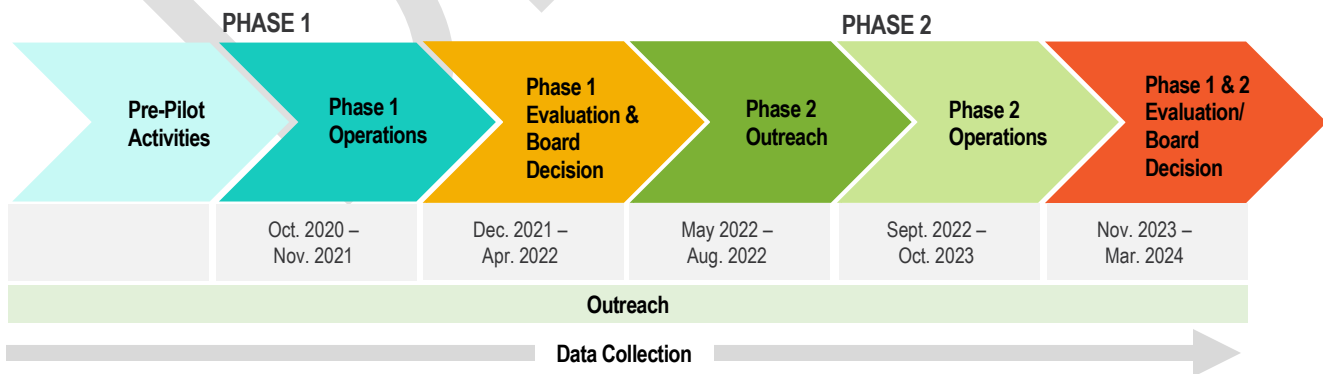 PHASE 1
PHASE 2
Pre-Pilot
Activities
Phase 1
Operations
Phase 1
Evaluation &
Board
Decision
Phase 2
Outreach
Phase 2
Operations
Phase 1 & 2
Evaluation/
Board
Decision
Oct. 2020 –
Nov. 2021
Dec. 2021 –
Apr. 2022
May 2022 –
Aug. 2022
Sept. 2022 –
Oct. 2023
Nov. 2023 –
Mar. 2024
Outreach
Data Collection